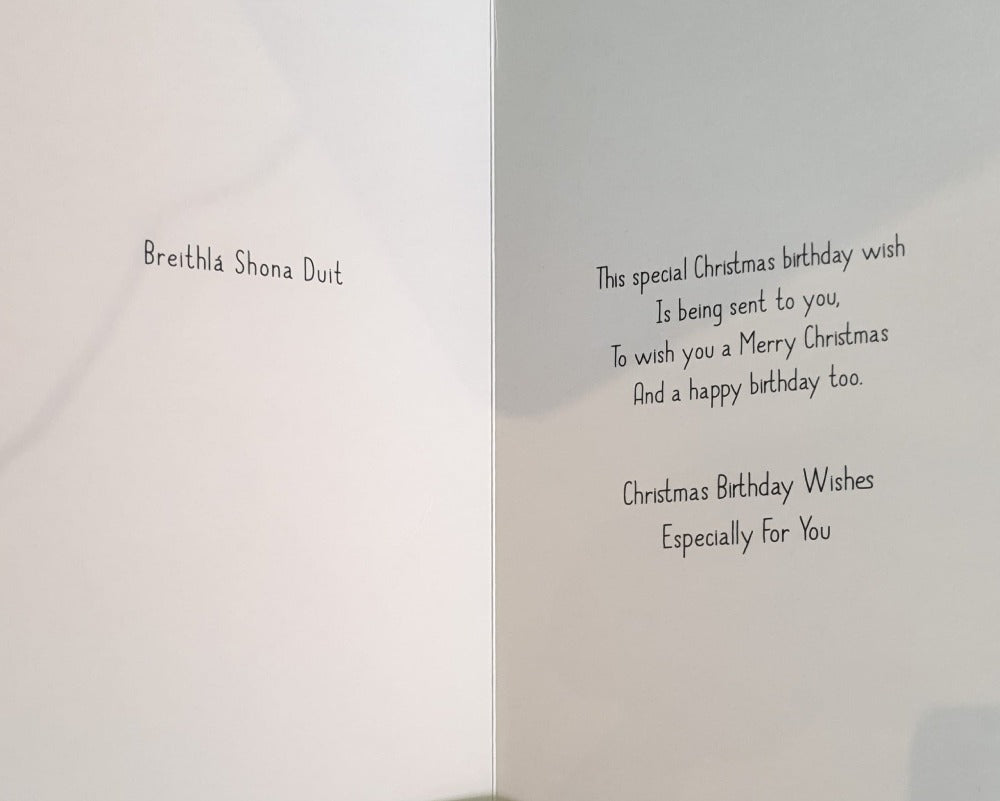 Breithlá Shona Duit
This special Christmas birthday wish
Is being sent to you,
To wish you a Merry Christmas
And a happy birthday too.
Christmas Birthday Wishes
Especially For You